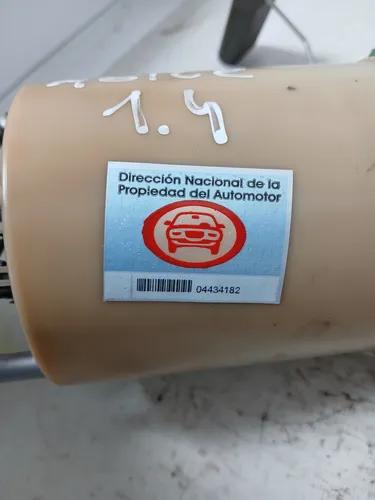 1.4
Dirección Nacional de la
Propiedad del Automotor
04434182